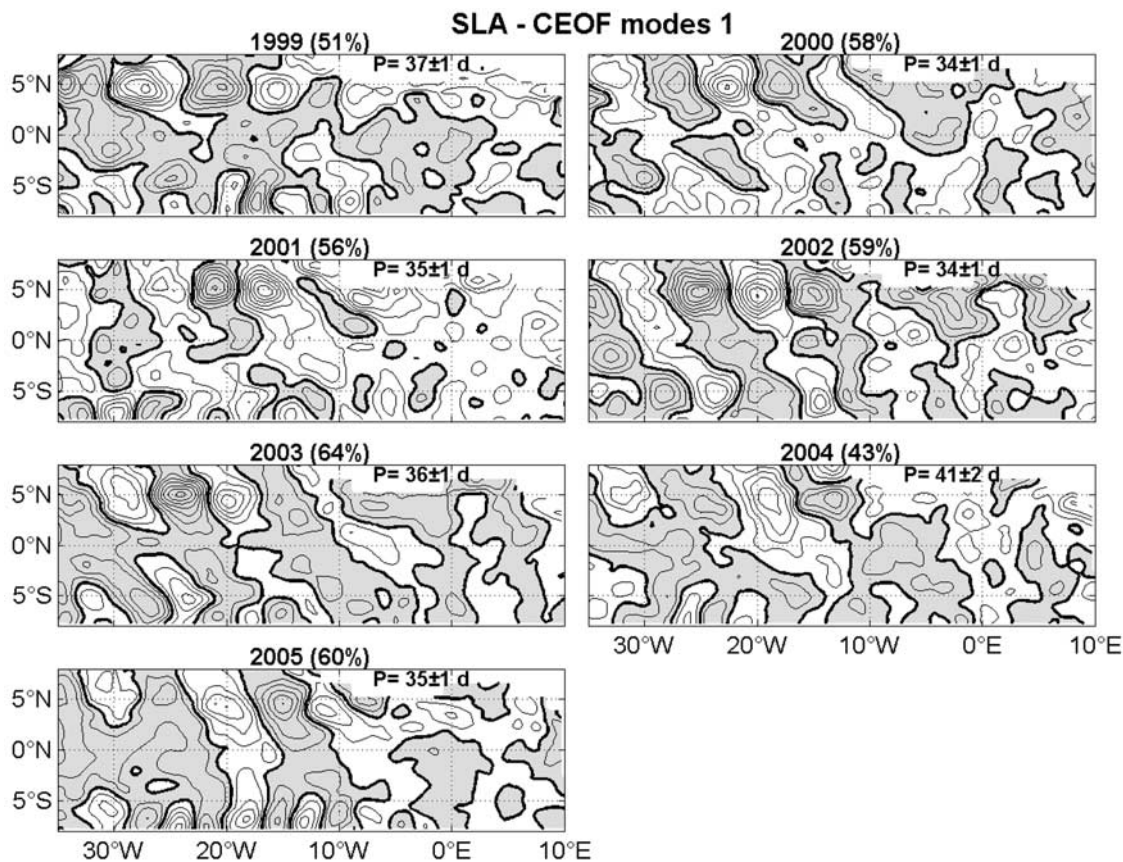 SLA - CEOF modes 1
1999 (51%)
P= 37±1 d
5°N
0°N
5°S
2000 (58%)
P= 34±1 d
2001 (56%)
P= 35±1 d
5°N
0°N
5°S
2002 (59%)
P= 34±1 d
2003 (64%)
P= 36±1 d
5°N
0°N
5°S
2004 (43%)
P= 41±2 d
30°W 20°W 10°W 0°E 10°E
2005 (60%)
P= 35±1 d
5°N
0°N
5°S
30°W 20°W 10°W 0°E 10°E